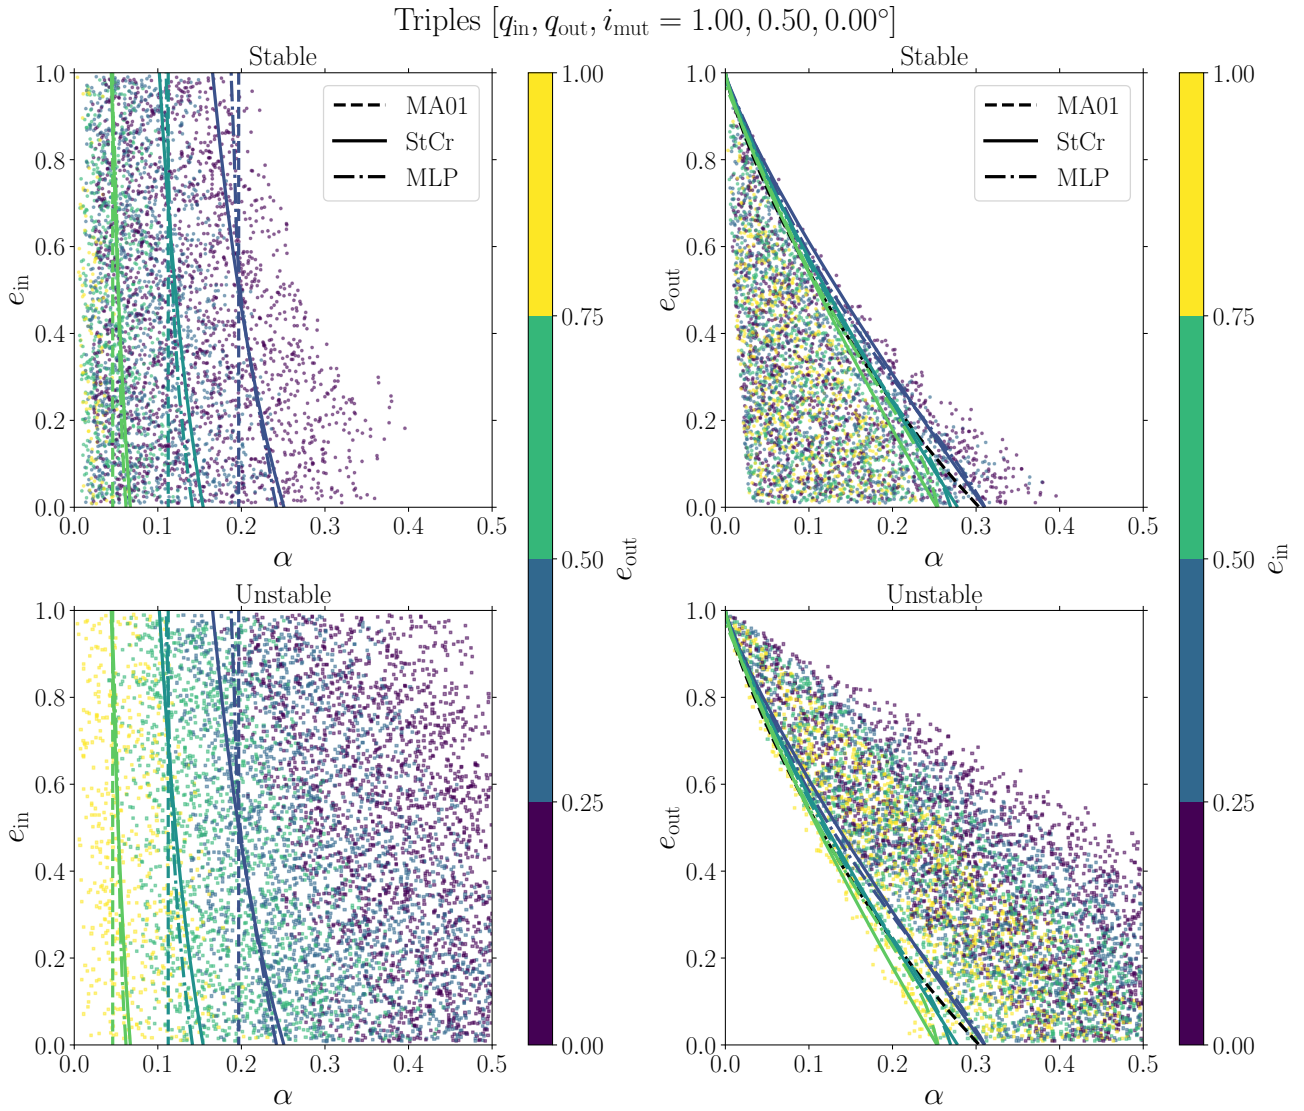 Triples [q_in, q_out, i_mut = 1.00, 0.50, 0.00°]
Stable
1.0
0.8
0.6
0.4
0.2
0.0
e_in
0.0 0.1 0.2 0.3 0.4 0.5
α
MA01
StCr
MLP
Stable
1.0
0.8
0.6
0.4
0.2
0.0
e_out
0.0 0.1 0.2 0.3 0.4 0.5
α
MA01
StCr
MLP
Unstable
1.0
0.8
0.6
0.4
0.2
0.0
e_in
0.0 0.1 0.2 0.3 0.4 0.5
α
1.00
0.75
0.50
0.25
0.00
e_out
Unstable
1.0
0.8
0.6
0.4
0.2
0.0
e_out
0.0 0.1 0.2 0.3 0.4 0.5
α
1.00
0.75
0.50
0.25
0.00
e_in